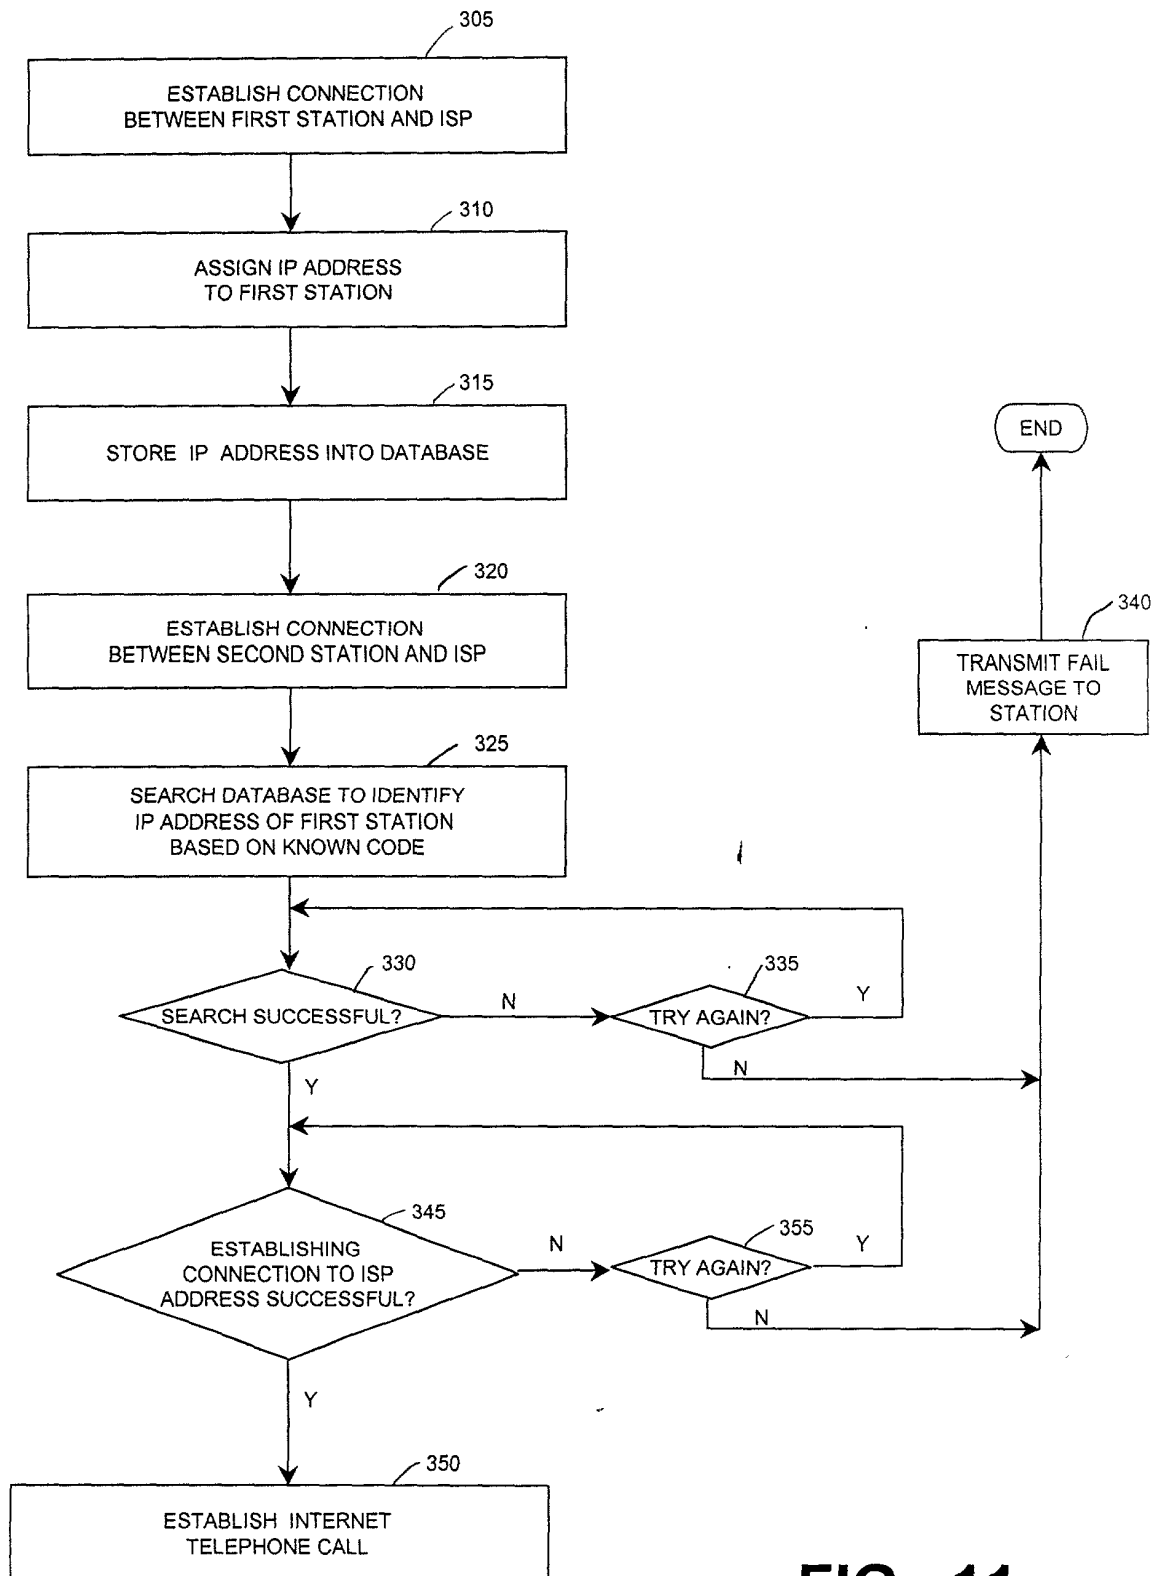 305
ESTABLISH CONNECTION
BETWEEN FIRST STATION AND ISP
310
ASSIGN IP ADDRESS
TO FIRST STATION
315
STORE IP ADDRESS INTO DATABASE
END
320
ESTABLISH CONNECTION
BETWEEN SECOND STATION AND ISP
340
TRANSMIT FAIL
MESSAGE TO
STATION
325
SEARCH DATABASE TO IDENTIFY
IP ADDRESS OF FIRST STATION
BASED ON KNOWN CODE
330
SEARCH SUCCESSFUL?
N
335
TRY AGAIN?
Y
N
Y
345
ESTABLISHING
CONNECTION TO ISP
ADDRESS SUCCESSFUL?
N
355
TRY AGAIN?
Y
N
Y
350
ESTABLISH INTERNET
TELEPHONE CALL
FIG. 11